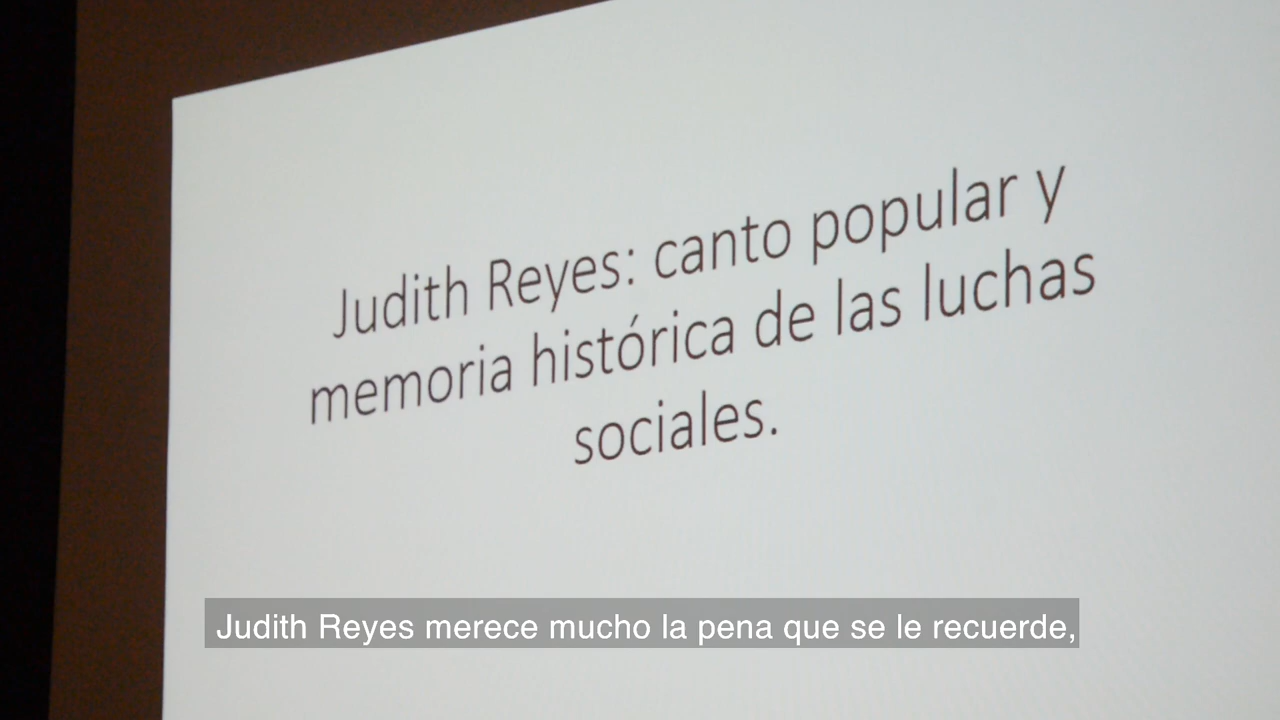 Judith Reyes: canto popular y
memoria histórica de las luchas
sociales.
Judith Reyes merece mucho la pena que se le recuerde,